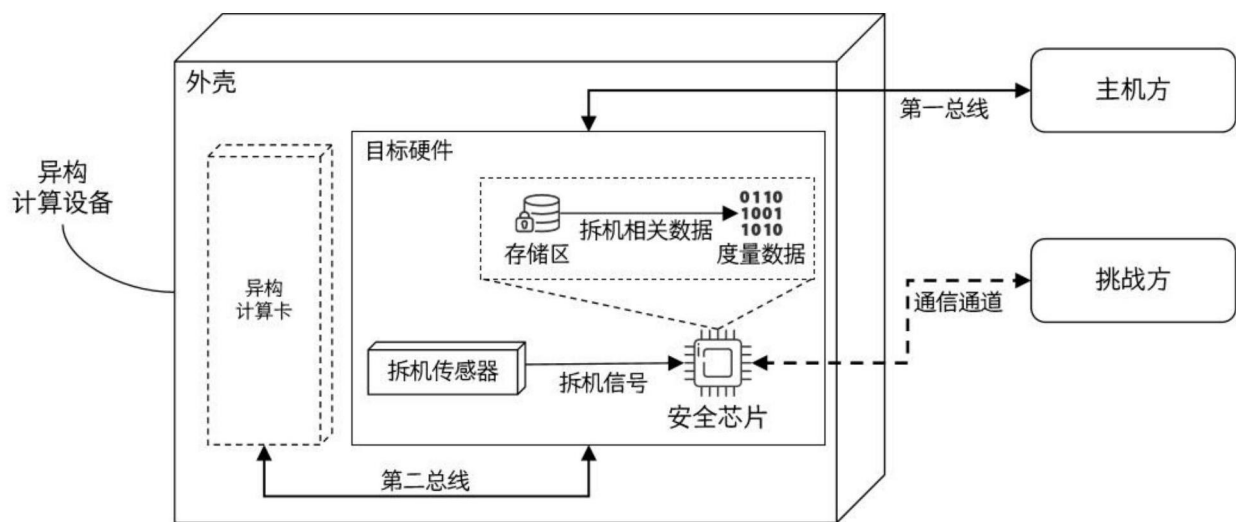 外壳
主机方
第一总线
目标硬件
异构
计算设备
0110
1001
1010
拆机相关数据
存储区
度量数据
异构
计算卡
挑战方
通信通道
拆机传感器
拆机信号
i
安全芯片
第二总线